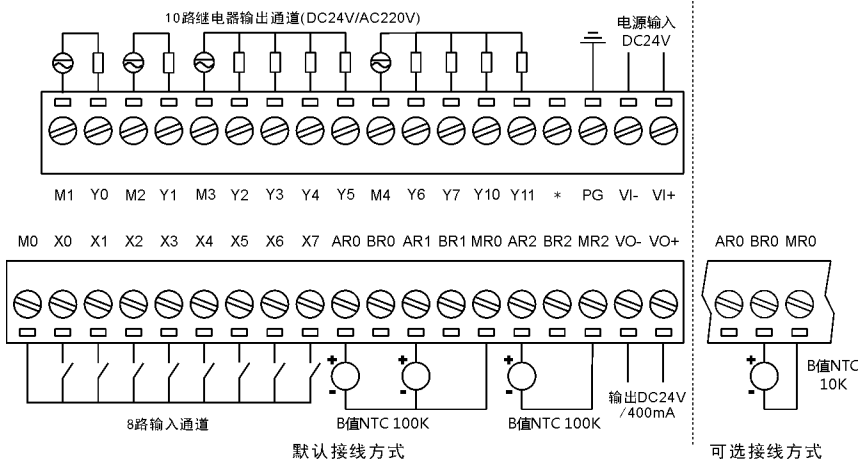 10路继电器输出通道(DC24V/AC220V)
电源输入
DC24V
M1 Y0 M2 Y1 M3 Y2 Y3 Y4 Y5 M4 Y6 Y7 Y10 Y11 * PG VI- VI+
M0 X0 X1 X2 X3 X4 X5 X6 X7 AR0 BR0 AR1 BR1 MR0 AR2 BR2 MR2 VO- VO+
AR0 BR0 MR0
+ + + +
- - - -
8路输入通道
B值NTC 100K
B值NTC 100K
输出DC24V
/400mA
B值NTC
10K
默认接线方式
可选接线方式